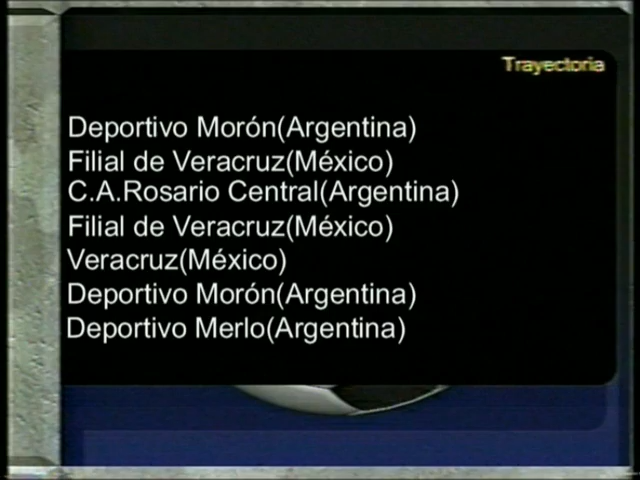 Trayectoria
Deportivo Morón(Argentina)
Filial de Veracruz(México)
C.A.Rosario Central(Argentina)
Filial de Veracruz(México)
Veracruz(México)
Deportivo Morón(Argentina)
Deportivo Merlo(Argentina)